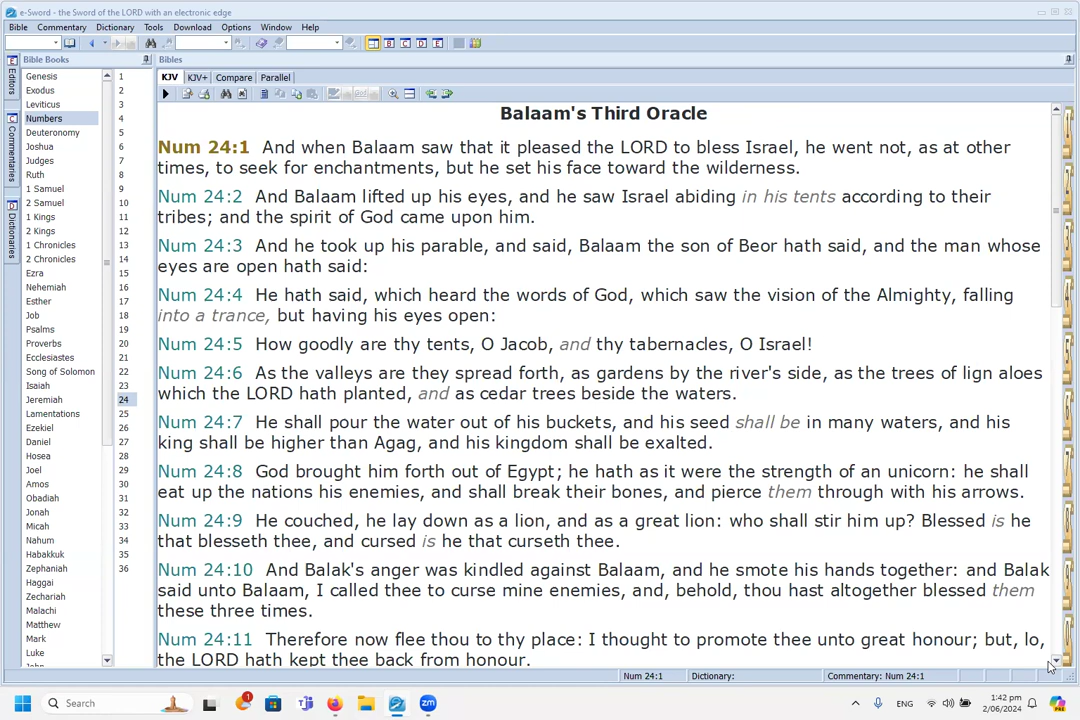 e-Sword - the Sword of the LORD with an electronic edge
Bible Commentary Dictionary Tools Download Options Window Help
B C D E
Bible Books
Bibles
Editors
Commentaries
Dictionaries
Genesis 1
Exodus 2
Leviticus 3
Numbers 4
Deuteronomy 5
Joshua 6
Judges 7
Ruth 8
1 Samuel 9
2 Samuel 10
1 Kings 11
2 Kings 12
1 Chronicles 13
2 Chronicles 14
Ezra 15
Nehemiah 16
Esther 17
Job 18
Psalms 19
Proverbs 20
Ecclesiastes 21
Song of Solomon 22
Isaiah 23
Jeremiah 24
Lamentations 25
Ezekiel 26
Daniel 27
Hosea 28
Joel 29
Amos 30
Obadiah 31
Jonah 32
Micah 33
Nahum 34
Habakkuk 35
Zephaniah 36
Haggai
Zechariah
Malachi
Matthew
Mark
Luke
John
KJV KJV+ Compare Parallel
Balaam's Third Oracle
Num 24:1 And when Balaam saw that it pleased the LORD to bless Israel, he went not, as at other
times, to seek for enchantments, but he set his face toward the wilderness.
Num 24:2 And Balaam lifted up his eyes, and he saw Israel abiding in his tents according to their
tribes; and the spirit of God came upon him.
Num 24:3 And he took up his parable, and said, Balaam the son of Beor hath said, and the man whose
eyes are open hath said:
Num 24:4 He hath said, which heard the words of God, which saw the vision of the Almighty, falling
into a trance, but having his eyes open:
Num 24:5 How goodly are thy tents, O Jacob, and thy tabernacles, O Israel!
Num 24:6 As the valleys are they spread forth, as gardens by the river's side, as the trees of lign aloes
which the LORD hath planted, and as cedar trees beside the waters.
Num 24:7 He shall pour the water out of his buckets, and his seed shall be in many waters, and his
king shall be higher than Agag, and his kingdom shall be exalted.
Num 24:8 God brought him forth out of Egypt; he hath as it were the strength of an unicorn: he shall
eat up the nations his enemies, and shall break their bones, and pierce them through with his arrows.
Num 24:9 He couched, he lay down as a lion, and as a great lion: who shall stir him up? Blessed is he
that blesseth thee, and cursed is he that curseth thee.
Num 24:10 And Balak's anger was kindled against Balaam, and he smote his hands together: and Balak
said unto Balaam, I called thee to curse mine enemies, and, behold, thou hast altogether blessed them
these three times.
Num 24:11 Therefore now flee thou to thy place: I thought to promote thee unto great honour; but, lo,
the LORD hath kept thee back from honour.
1
2
3
4
5
6
7
8
9
0
Num 24:1 Dictionary: Commentary: Num 24:1
Search
1
zm
ENG
1:42 pm
2/06/2024
PRE